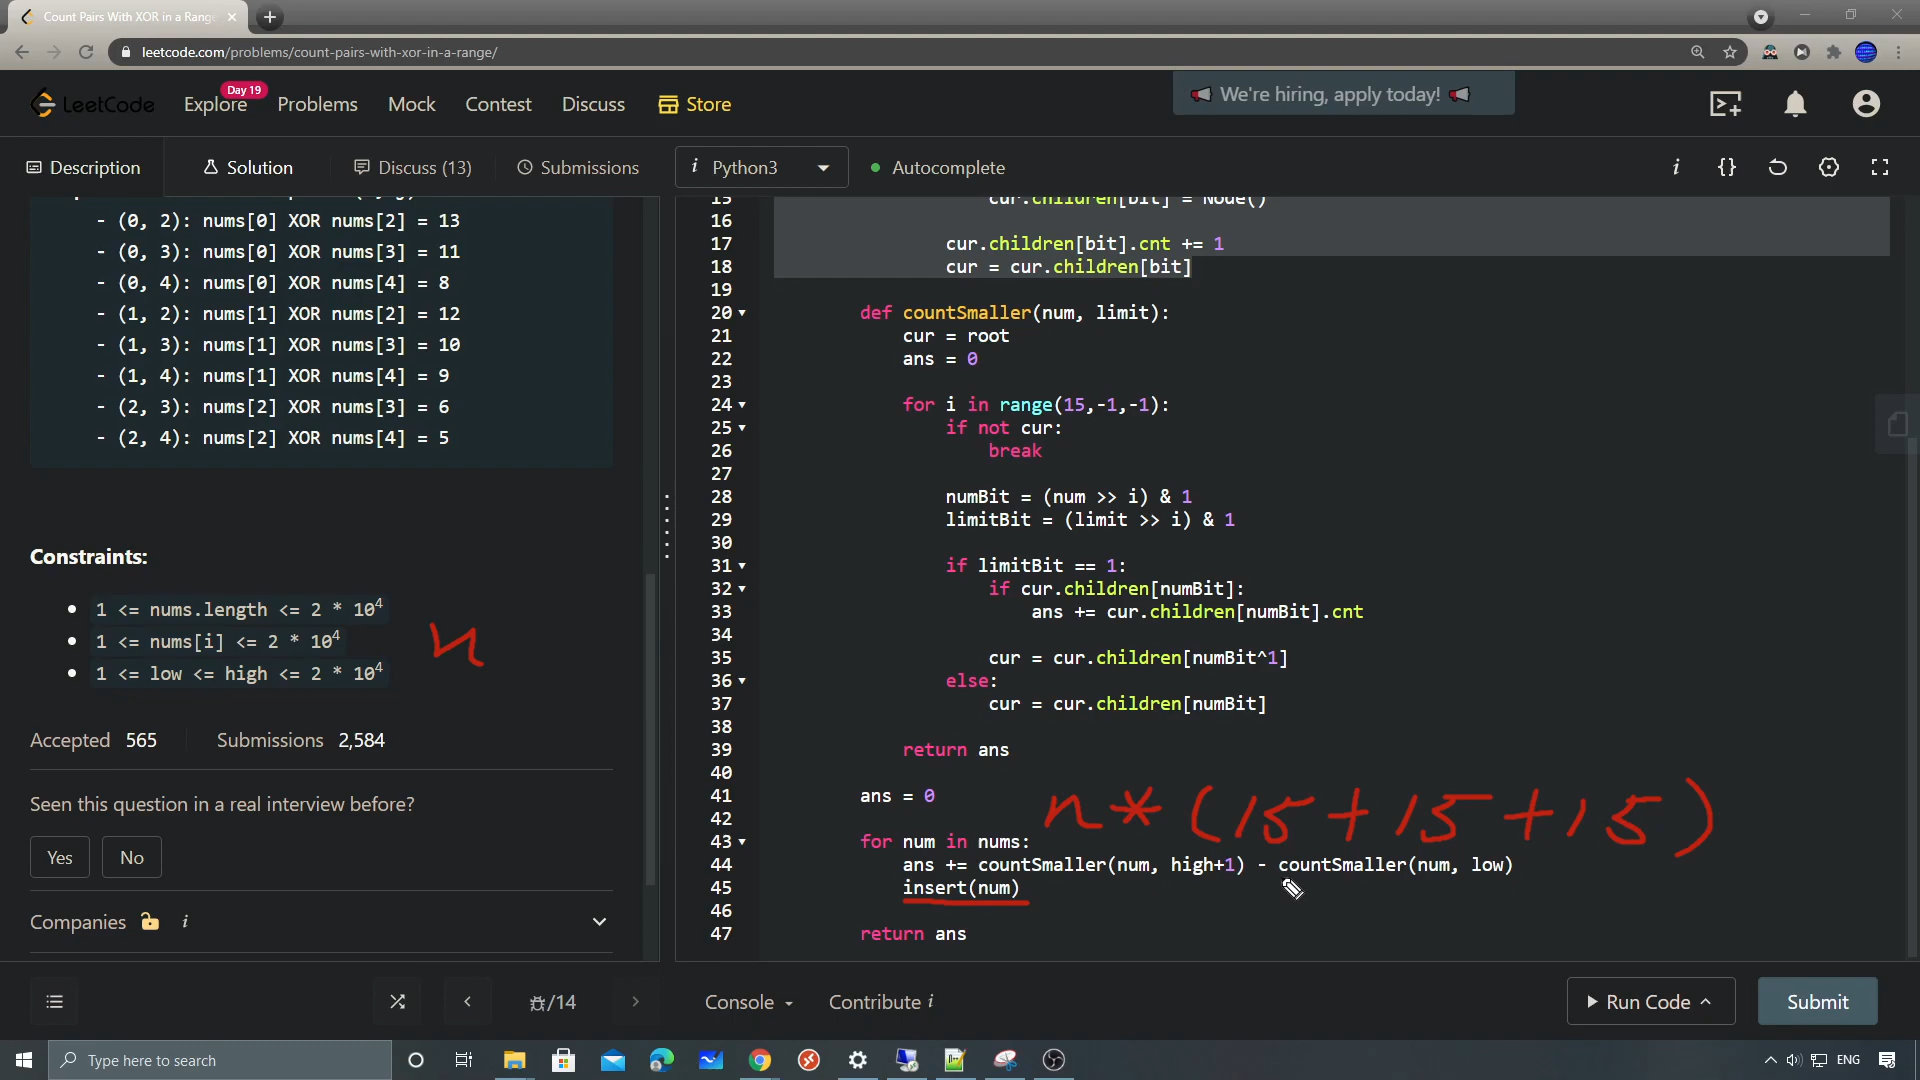 Count Pairs With XOR in a Range
leetcode.com/problems/count-pairs-with-xor-in-a-range/
LeetCode
Explore
Day 19
Problems
Mock
Contest
Discuss
Store
We're hiring, apply today!
Description
Solution
Discuss (13)
Submissions
i Python3
Autocomplete
i
{}
- (0, 2): nums[0] XOR nums[2] = 13
- (0, 3): nums[0] XOR nums[3] = 11
- (0, 4): nums[0] XOR nums[4] = 8
- (1, 2): nums[1] XOR nums[2] = 12
- (1, 3): nums[1] XOR nums[3] = 10
- (1, 4): nums[1] XOR nums[4] = 9
- (2, 3): nums[2] XOR nums[3] = 6
- (2, 4): nums[2] XOR nums[4] = 5
Constraints:
1 <= nums.length <= 2 * 10⁴
1 <= nums[i] <= 2 * 10⁴
1 <= low <= high <= 2 * 10⁴
n
Accepted 565 Submissions 2,584
Seen this question in a real interview before?
Yes No
Companies i
15 cur.children[bit] = Node()
16
17 cur.children[bit].cnt += 1
18 cur = cur.children[bit]
19
20 def countSmaller(num, limit):
21 cur = root
22 ans = 0
23
24 for i in range(15,-1,-1):
25 if not cur:
26 break
27
28 numBit = (num >> i) & 1
29 limitBit = (limit >> i) & 1
30
31 if limitBit == 1:
32 if cur.children[numBit]:
33 ans += cur.children[numBit].cnt
34
35 cur = cur.children[numBit^1]
36 else:
37 cur = cur.children[numBit]
38
39 return ans
40
41 ans = 0
n*(15+15+15)
42
43 for num in nums:
44 ans += countSmaller(num, high+1) - countSmaller(num, low)
45 insert(num)
46
47 return ans
/14
Console
Contribute i
Run Code
Submit
Type here to search
ENG